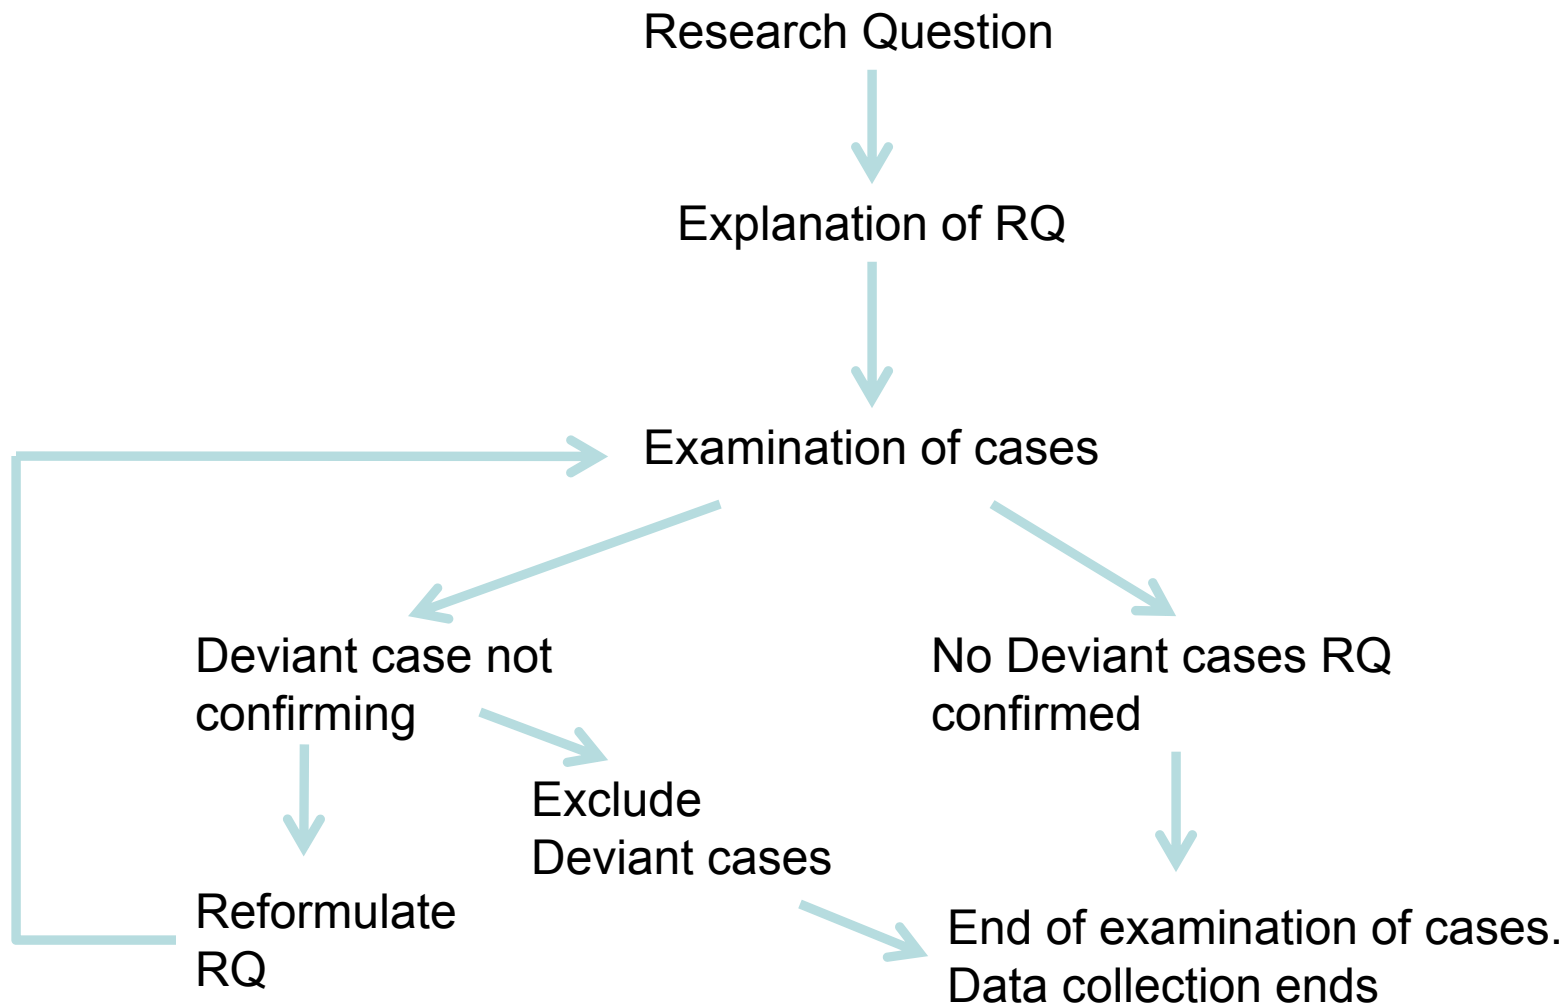 Research Question
Explanation of RQ
Examination of cases
Deviant case not
confirming
No Deviant cases RQ
confirmed
Exclude
Deviant cases
Reformulate
RQ
End of examination of cases.
Data collection ends